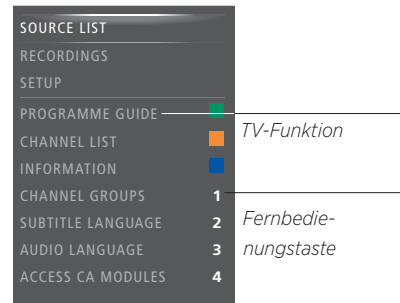 SOURCE LIST
RECORDINGS
SETUP
PROGRAMME GUIDE
CHANNEL LIST
INFORMATION
CHANNEL GROUPS 1
SUBTITLE LANGUAGE 2
AUDIO LANGUAGE 3
ACCESS CA MODULES 4
TV-Funktion
Fernbedie-
nungstaste